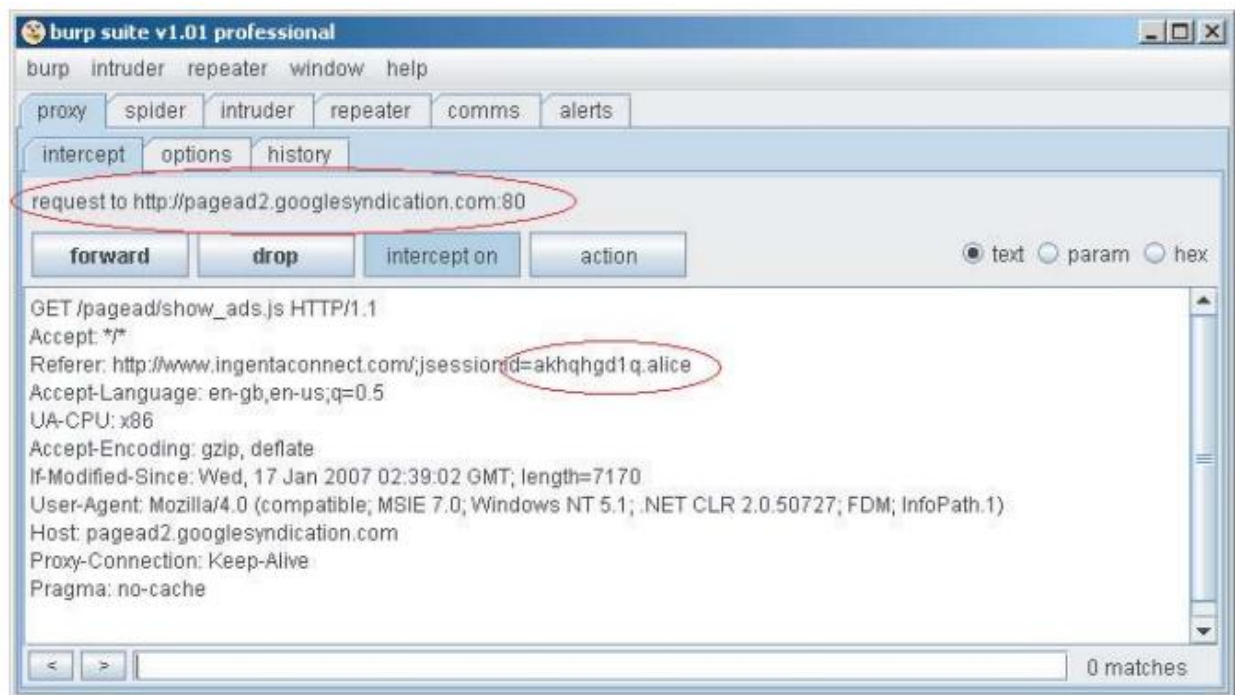 burp suite v1.01 professional
burp intruder repeater window help
proxy spider intruder repeater comms alerts
intercept options history
request to http://pagead2.googlesyndication.com:80
forward drop intercept on action text param hex
GET /pagead/show_ads.js HTTP/1.1
Accept: */*
Referer: http://www.ingentaconnect.com/;jsessionid=akhqhgd1q.alice
Accept-Language: en-gb,en-us;q=0.5
UA-CPU: x86
Accept-Encoding: gzip, deflate
If-Modified-Since: Wed, 17 Jan 2007 02:39:02 GMT; length=7170
User-Agent: Mozilla/4.0 (compatible; MSIE 7.0; Windows NT 5.1; .NET CLR 2.0.50727; FDM; InfoPath.1)
Host: pagead2.googlesyndication.com
Proxy-Connection: Keep-Alive
Pragma: no-cache
< > 0 matches